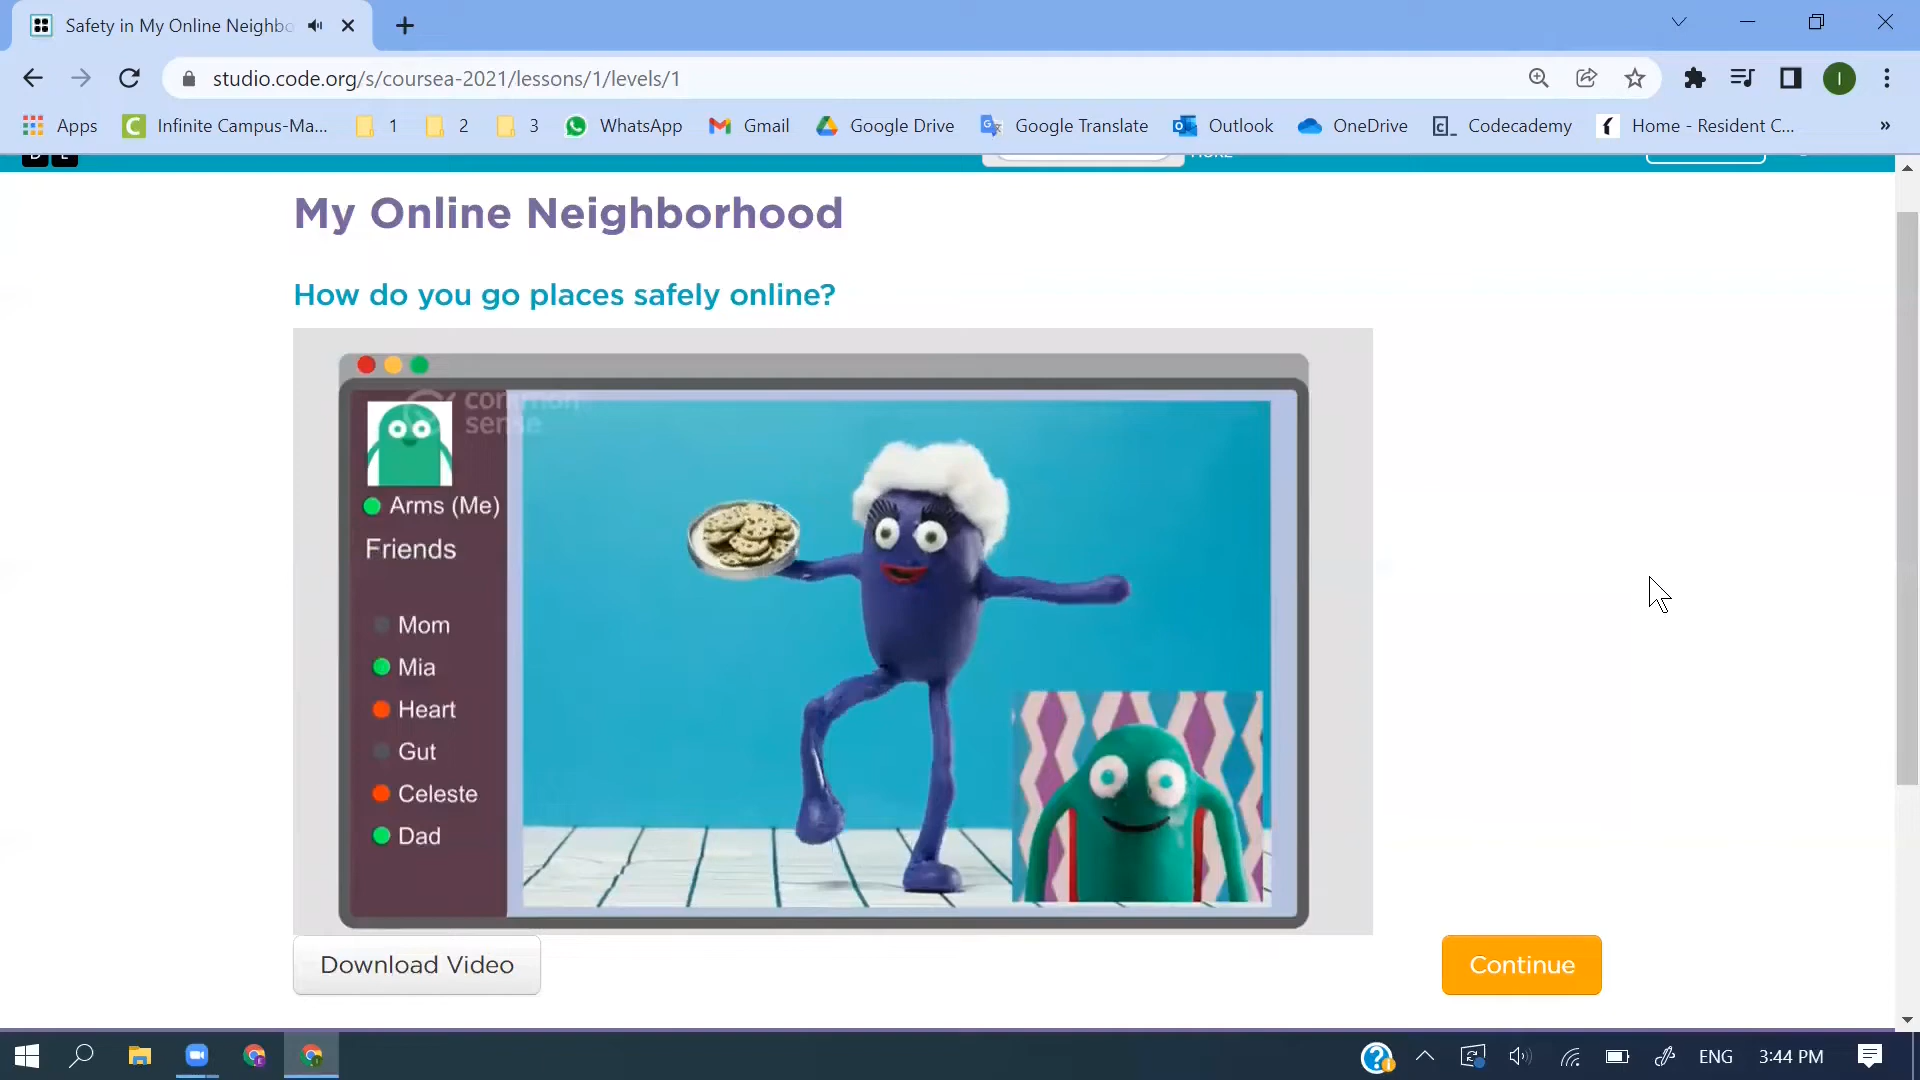 Safety in My Online Neighbo
studio.code.org/s/coursea-2021/lessons/1/levels/1
I
Apps
Infinite Campus-Ma...
1
2
3
WhatsApp
Gmail
Google Drive
Google Translate
Outlook
OneDrive
Codecademy
Home - Resident C...
»
My Online Neighborhood
How do you go places safely online?
common
sense
Arms (Me)
Friends
Mom
Mia
Heart
Gut
Celeste
Dad
Download Video
Continue
ENG
3:44 PM